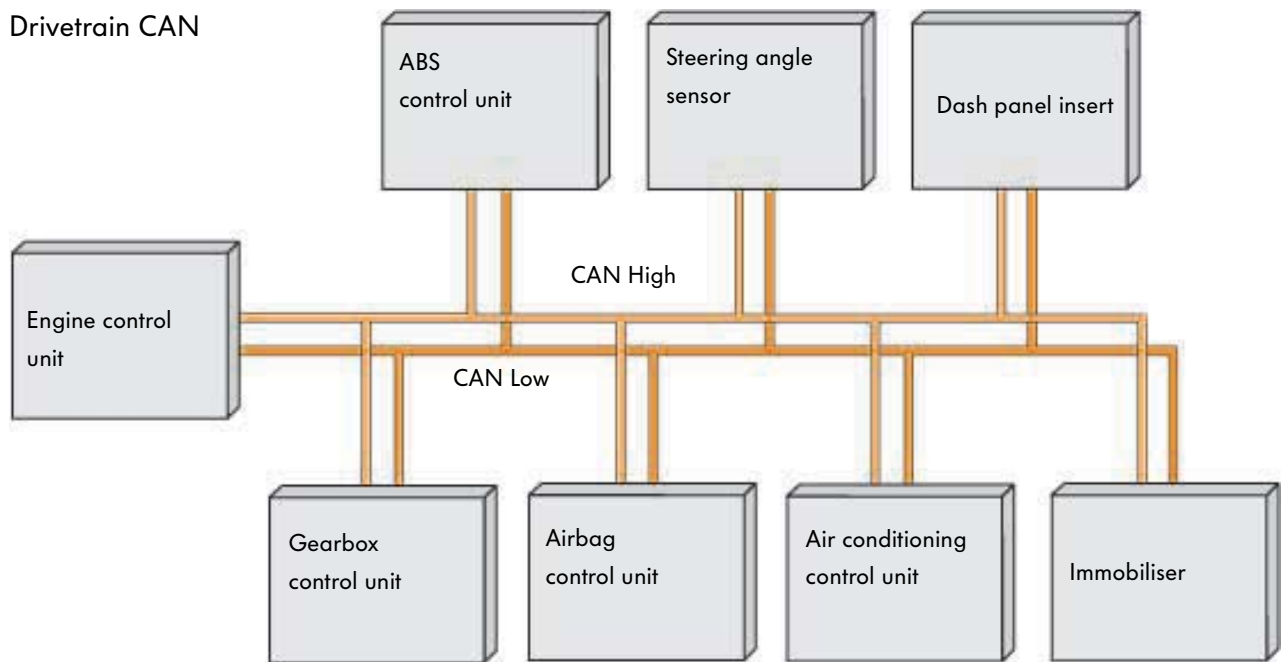 Drivetrain CAN
ABS
control unit
Steering angle
sensor
Dash panel insert
CAN High
Engine control
unit
CAN Low
Gearbox
control unit
Airbag
control unit
Air conditioning
control unit
Immobiliser